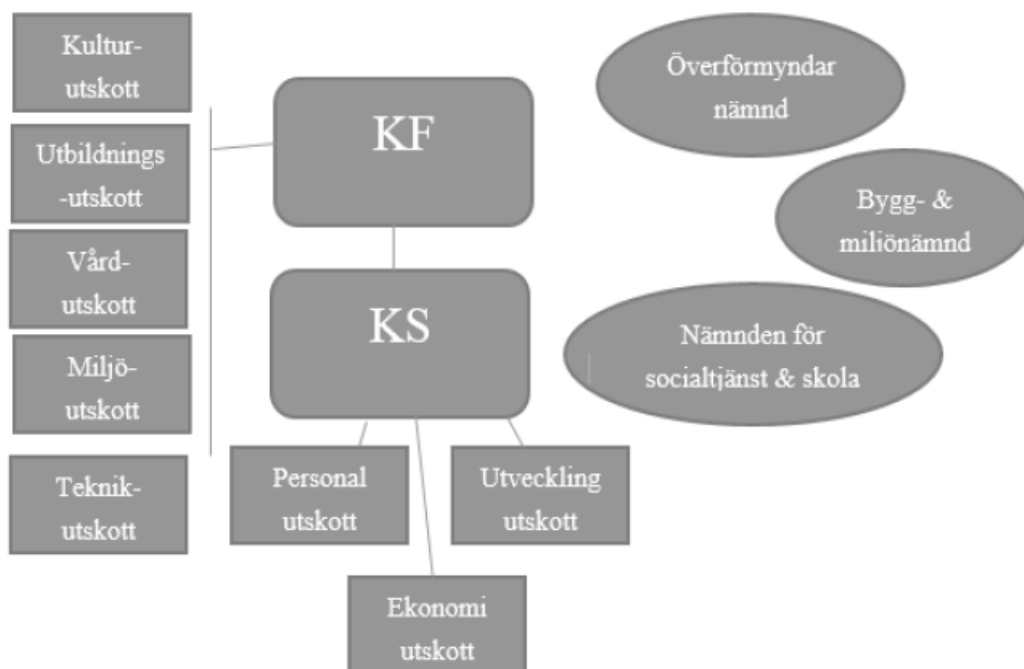 Kultur-
utskott
Utbildnings
-utskott
Vård-
utskott
Miljö-
utskott
Teknik-
utskott
KF
KS
Personal
utskott
Utveckling
utskott
Ekonomi
utskott
Överförmyndar
nämnd
Bygg- &
miljönämnd
Nämnden för
socialtjänst & skola